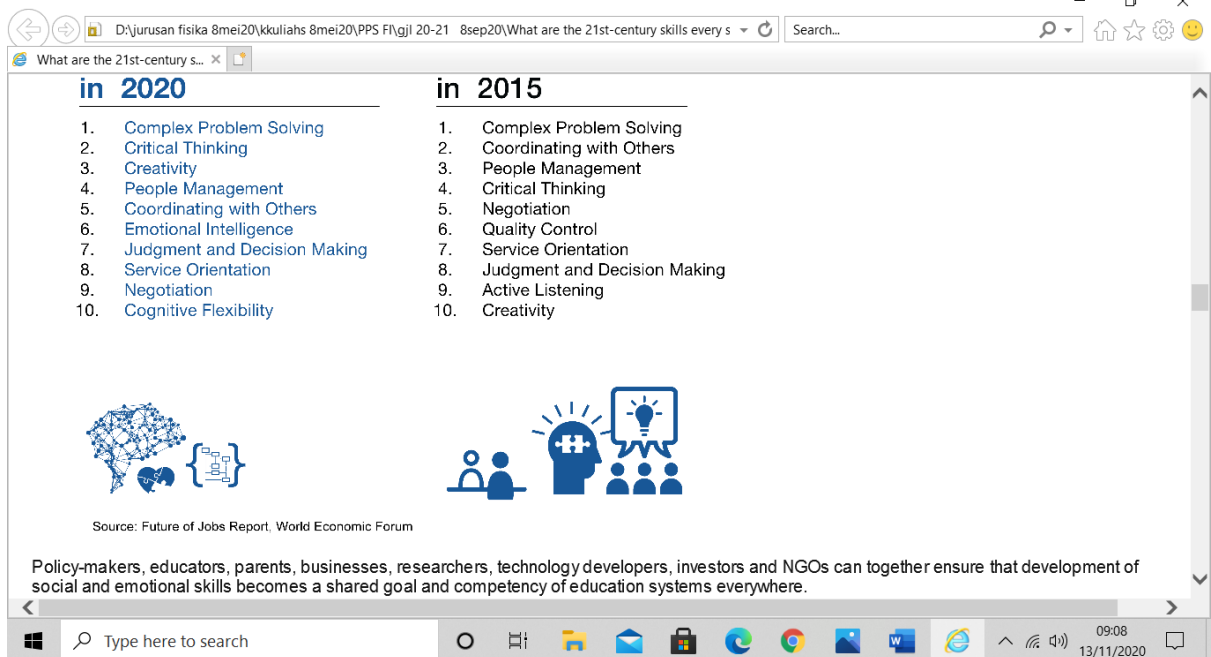 D:\jurusan fisika 8mei20\kkuliahs 8mei20\PPS FI\gjl 20-21 8sep20\What are the 21st-century skills every s
Search...
What are the 21st-century s...
in 2020
1. Complex Problem Solving
2. Critical Thinking
3. Creativity
4. People Management
5. Coordinating with Others
6. Emotional Intelligence
7. Judgment and Decision Making
8. Service Orientation
9. Negotiation
10. Cognitive Flexibility
in 2015
1. Complex Problem Solving
2. Coordinating with Others
3. People Management
4. Critical Thinking
5. Negotiation
6. Quality Control
7. Service Orientation
8. Judgment and Decision Making
9. Active Listening
10. Creativity
Source: Future of Jobs Report, World Economic Forum
Policy-makers, educators, parents, businesses, researchers, technology developers, investors and NGOs can together ensure that development of
social and emotional skills becomes a shared goal and competency of education systems everywhere.
Type here to search
09:08
13/11/2020